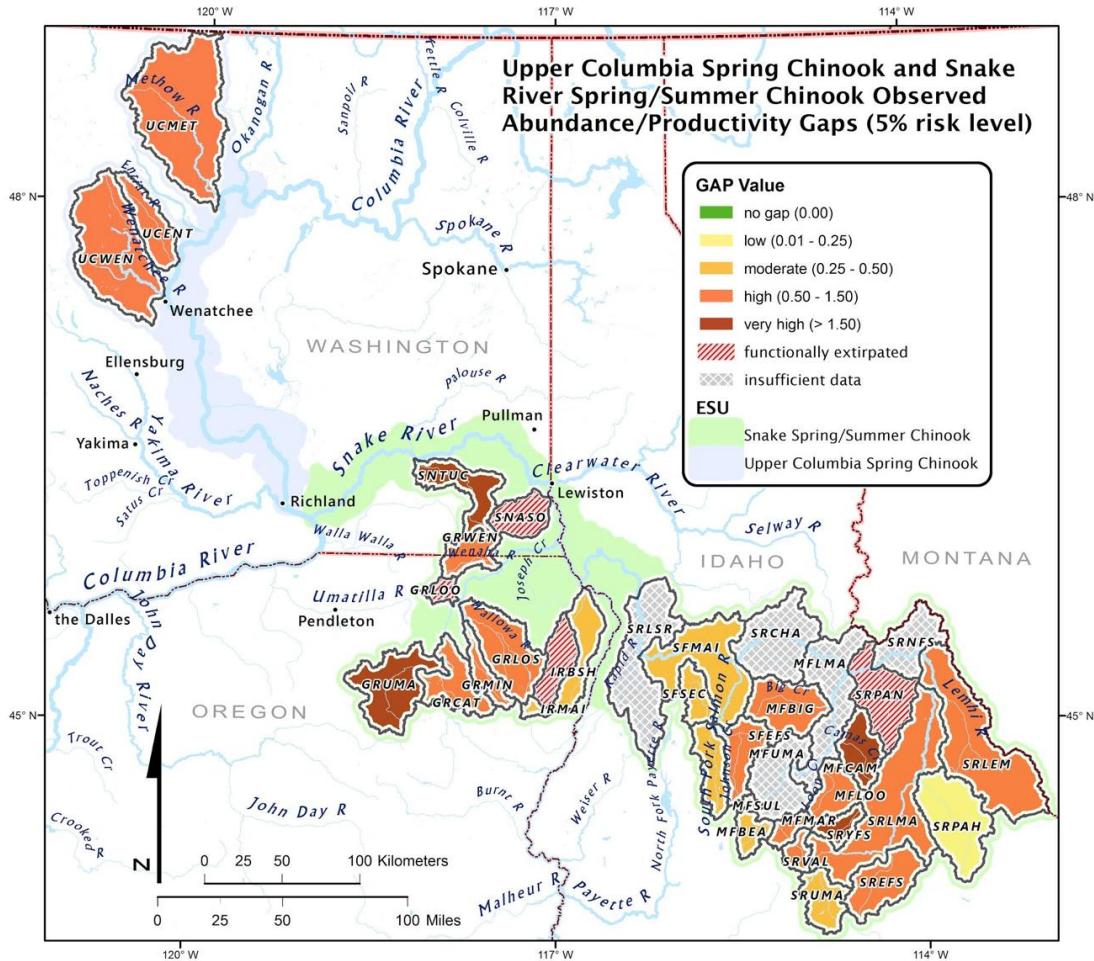 120° W
117° W
114° W
Upper Columbia Spring Chinook and Snake
River Spring/Summer Chinook Observed
Abundance/Productivity Gaps (5% risk level)
Methow R
UCMET
Okanogan R
Sanpoil R
Kettle R
Colville R
Columbia River
48° N
48° N
Entiat R
Wenatchee R
UCENT
UCWEN
Wenatchee
Spokane R
Spokane
GAP Value
no gap (0.00)
low (0.01 - 0.25)
moderate (0.25 - 0.50)
high (0.50 - 1.50)
very high (> 1.50)
functionally extirpated
insufficient data
ESU
Snake Spring/Summer Chinook
Upper Columbia Spring Chinook
WASHINGTON
Ellensburg
Palouse R
Naches R
Yakima
Yakima River
Pullman
Snake River
Toppenish Cr
Satus Cr
Richland
SNTUC
Clearwater River
Lewiston
SNASO
Selway R
Walla Walla R
GRWEN
Wenaha R
Joseph Cr
IDAHO
MONTANA
Columbia River
GRLOO
Umatilla R
the Dalles
Pendleton
John Day River
Wallowa R
GRLOS
SRLSR
SRCHA
SRNFS
SFMAI
MFLMA
Rapid R
IRBSH
GRUMA
GRMIN
GRCAT
IRMAI
SFSEC
Big Cr
MFBIG
SRPAN
Lemhi R
OREGON
45° N
45° N
South Fork Salmon R
Johnson Cr
SFEFS
MFUMA
Camas Cr
MFCAM
Loon Cr
MFLOO
SRLEM
Trout Cr
Crooked R
John Day R
Burnt R
Weiser R
North Fork Payette R
MFSUL
MFBEA
MFMAR
SRLMA
SRYFS
SRPAH
SRVAL
SREFS
SRUMA
Malheur R
Payette R
N
0 25 50 100 Kilometers
0 25 50 100 Miles
120° W
117° W
114° W